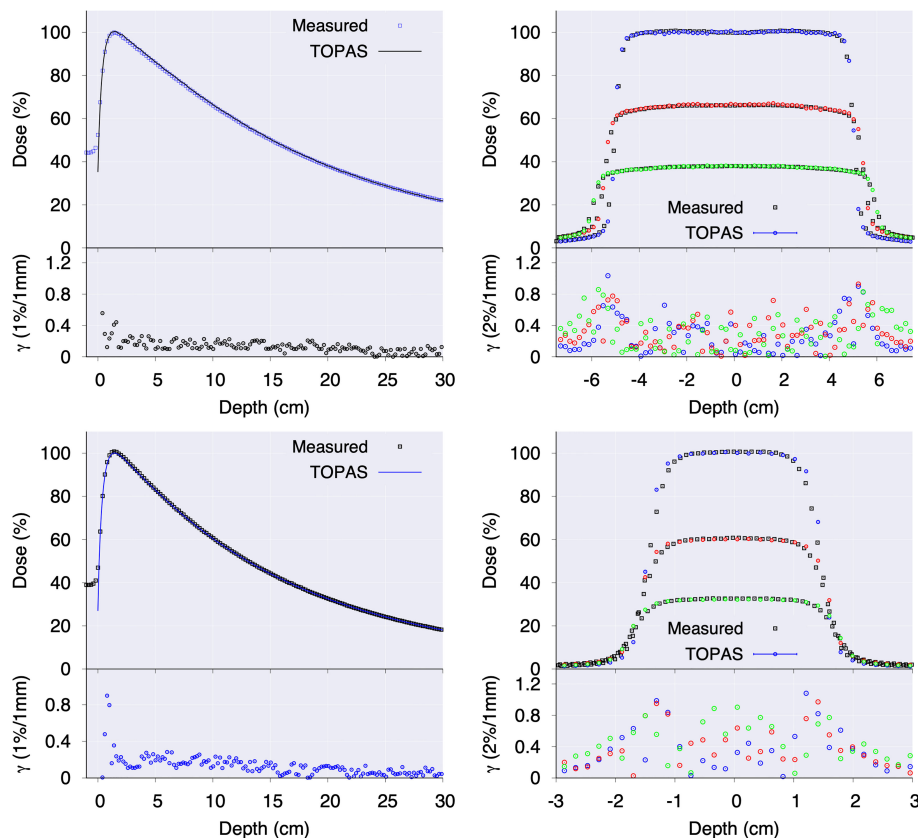 Measured
TOPAS
Dose (%)
100
80
60
40
20
0
γ (1%/1mm)
1.2
0.8
0.4
0
0 5 10 15 20 25 30
Depth (cm)
Dose (%)
100
80
60
40
20
0
Measured
TOPAS
γ (2%/1mm)
1.2
0.8
0.4
0
-6 -4 -2 0 2 4 6
Depth (cm)
Measured
TOPAS
Dose (%)
100
80
60
40
20
0
γ (1%/1mm)
0.8
0.4
0
0 5 10 15 20 25 30
Depth (cm)
Dose (%)
100
80
60
40
20
0
Measured
TOPAS
γ (2%/1mm)
1.2
0.8
0.4
0
-3 -2 -1 0 1 2 3
Depth (cm)